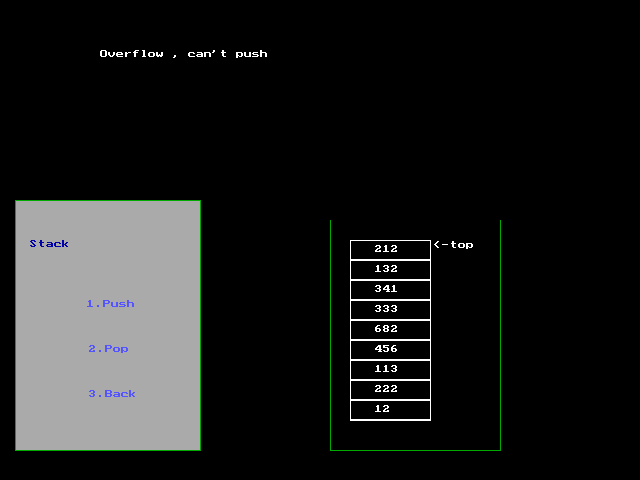 Overflow , can't push
Stack
1.Push
2.Pop
3.Back
212 <-top
132
341
333
682
456
113
222
12